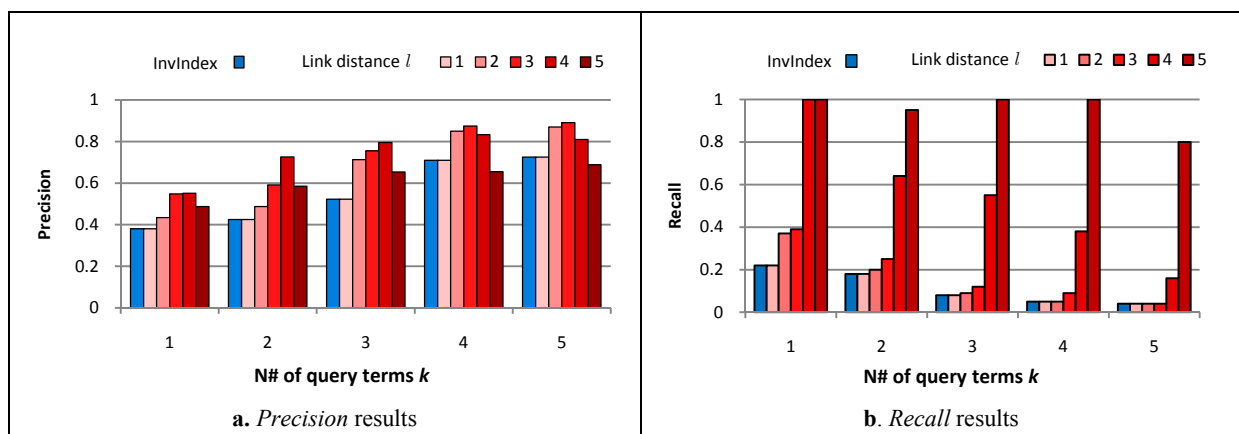 InvIndex Link distance l 1 2 3 4 5
1
0.8
0.6
0.4
0.2
0
Precision
1 2 3 4 5
N# of query terms k
a. Precision results
InvIndex Link distance l 1 2 3 4 5
1
0.8
0.6
0.4
0.2
0
Recall
1 2 3 4 5
N# of query terms k
b. Recall results